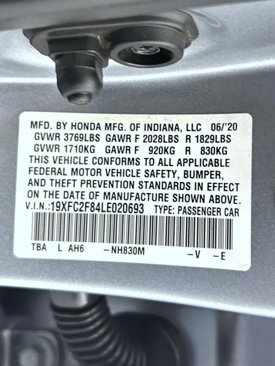 MFD. BY HONDA MFG. OF INDIANA, LLC 06/'20
GVWR 3769LBS GAWR F 2028LBS R 1829LBS
GVWR 1710KG GAWR F 920KG R 830KG
THIS VEHICLE CONFORMS TO ALL APPLICABLE
FEDERAL MOTOR VEHICLE SAFETY, BUMPER,
AND THEFT PREVENTION STANDARDS IN EFFECT
ON THE DATE OF MANUFACTURE SHOWN ABOVE.
V.I.N.: 19XFC2F84LE020693 TYPE: PASSENGER CAR
TBA L AH6 -NH830M -V -E